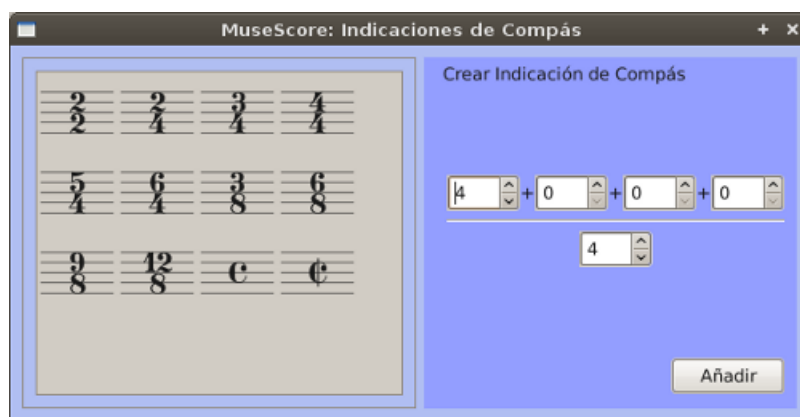 MuseScore: Indicaciones de Compás
Crear Indicación de Compás
2 2 3 4
2 4 4 4
4 + 0 + 0 + 0
5 6 3 6
4 4 8 8
4
9 12 C ¢
8 8
Añadir